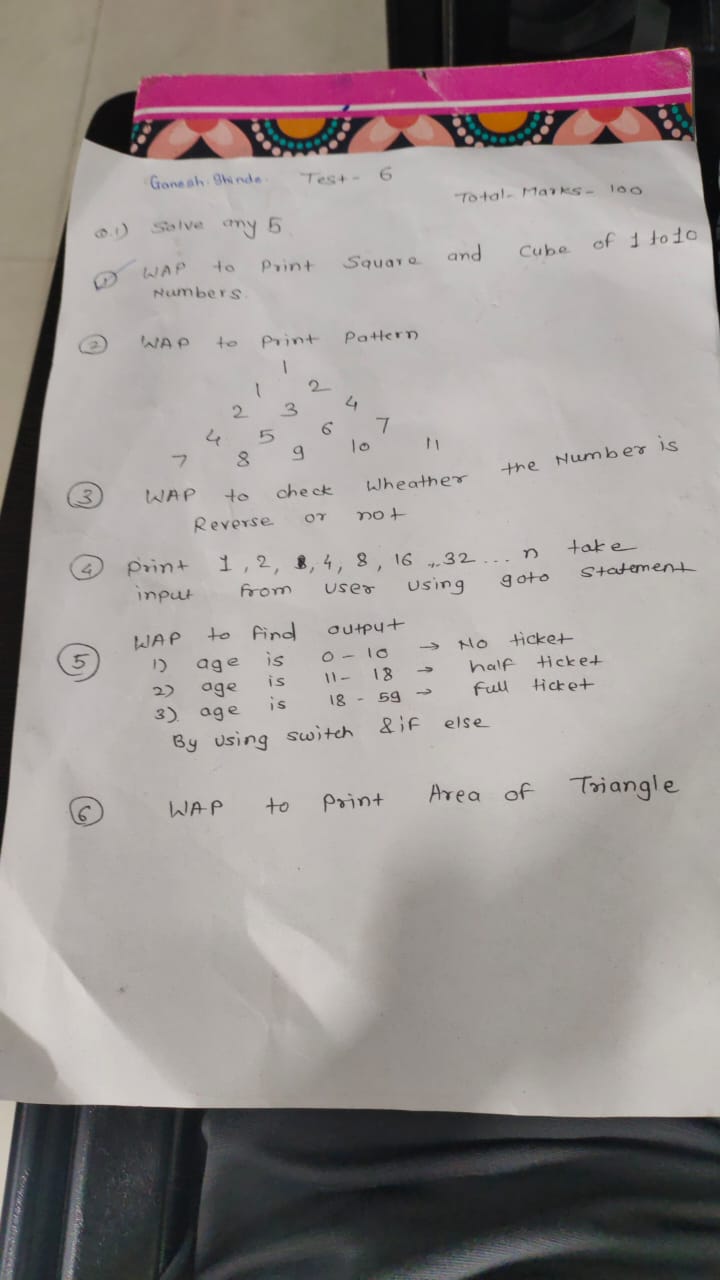 Ganesh Shinde. Test - 6
Total- Marks- 100
Q.1) Solve any 5.
① WAP to Print Square and Cube of 1 to 10
Numbers.
② WAP to Print Pattern
1
1 2
2 3 4
4 5 6 7
7 8 9 10 11
③ WAP to check Wheather the Number is
Reverse or not
④ Print 1, 2, 4, 8, 16, 32 ... n take
input from user using goto Statement
⑤ WAP to find output
1) age is 0 - 10 → No ticket
2) age is 11 - 18 → half ticket
3) age is 18 - 59 → full ticket
By using switch & if else
⑥ WAP to Print Area of Triangle